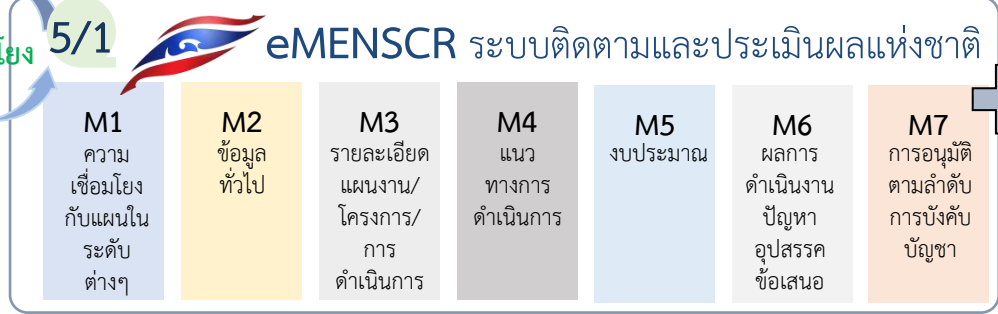 โยง
5/1
eMENSCR ระบบติดตามและประเมินผลแห่งชาติ
M1
ความ
เชื่อมโยง
กับแผนใน
ระดับ
ต่างๆ
M2
ข้อมูล
ทั่วไป
M3
รายละเอียด
แผนงาน/
โครงการ/
การ
ดำเนินการ
M4
แนว
ทางการ
ดำเนินการ
M5
งบประมาณ
M6
ผลการ
ดำเนินงาน
ปัญหา
อุปสรรค
ข้อเสนอ
M7
การอนุมัติ
ตามลำดับ
การบังคับ
บัญชา